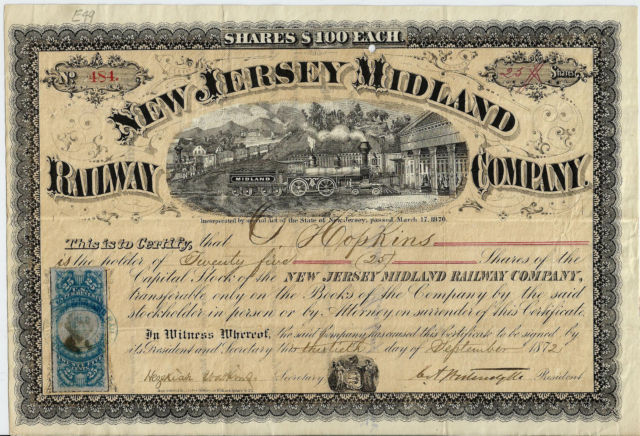 E49
SHARES $100 EACH.
No 484. 25 Shares
NEW JERSEY MIDLAND
RAILWAY COMPANY.
MIDLAND
Incorporated by special Act of the State of New Jersey, passed March 17, 1870.
This is to Certify, that G. Hopkins
is the holder of Twenty five (25) Shares of the
Capital Stock of the NEW JERSEY MIDLAND RAILWAY COMPANY,
transferable only on the Books of the Company by the said
stockholder in person or by Attorney on surrender of this Certificate.
In Witness Whereof, the said Company has caused this Certificate to be signed by
its President and Secretary this thirtieth day of September 1872
Secretary President
25 25